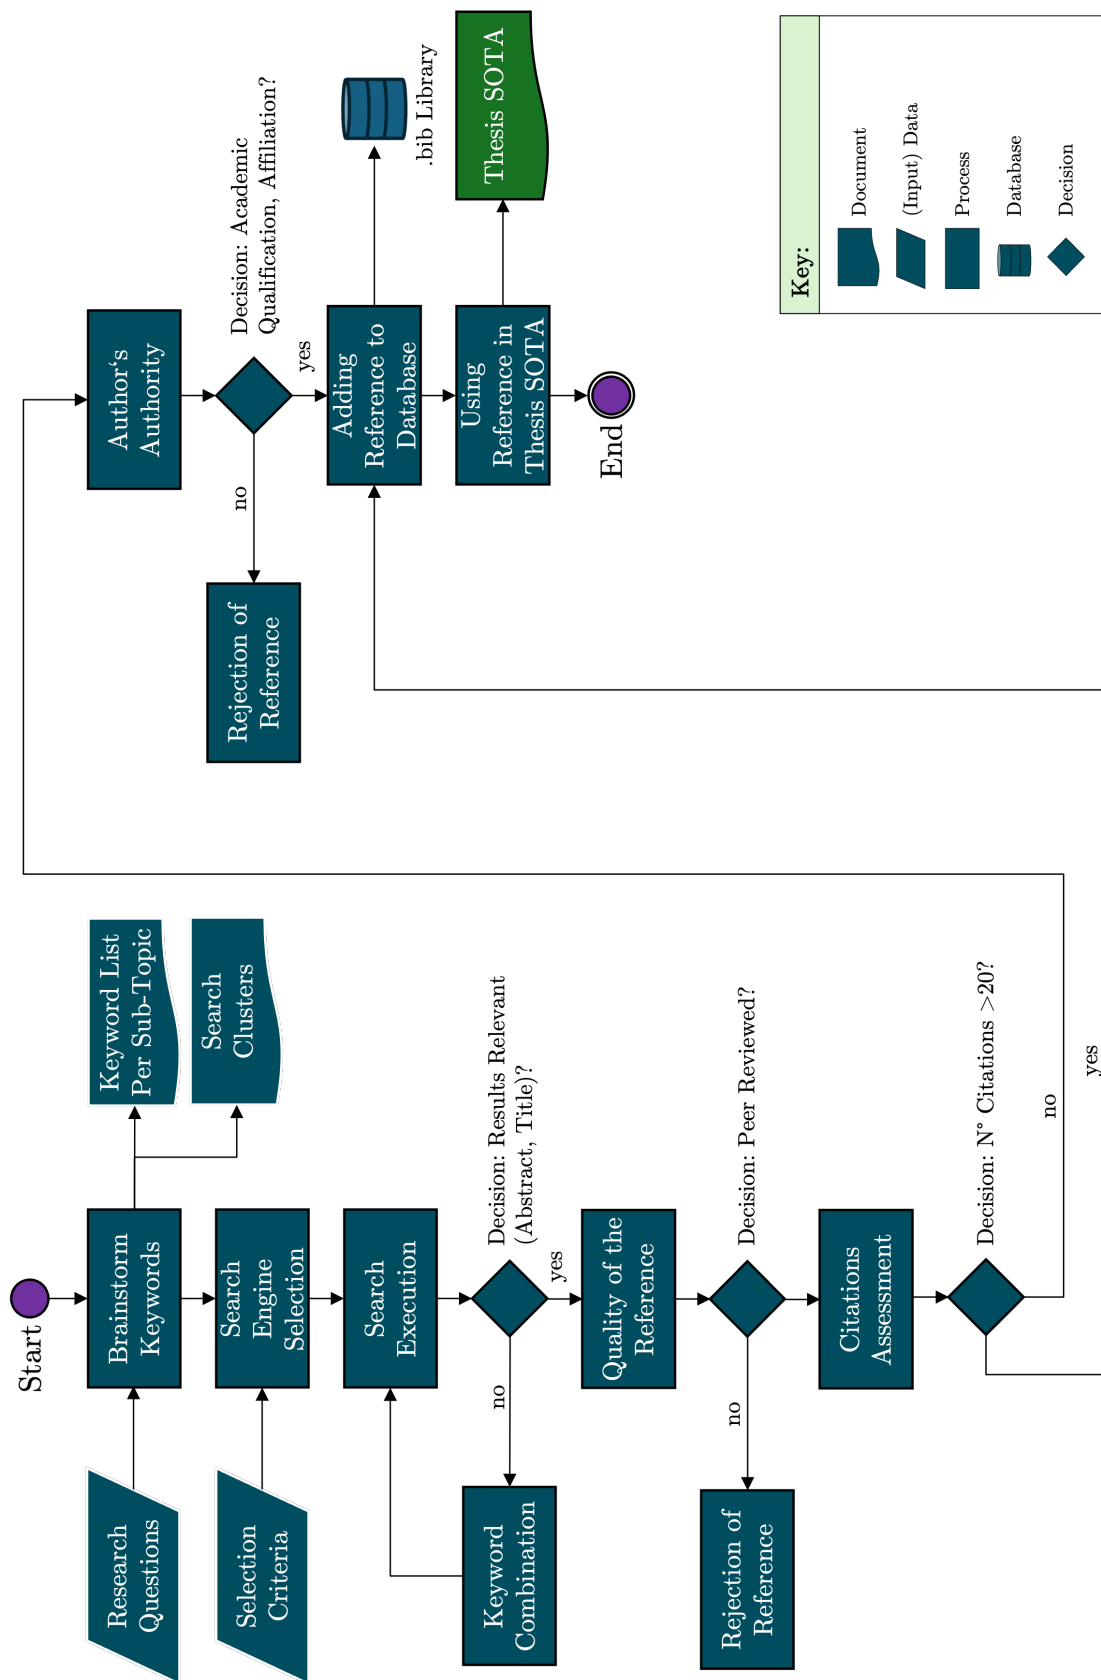 Start
Research
Questions
Brainstorm
Keywords
Keyword List
Per Sub-Topic
Search
Clusters
Selection
Criteria
Search
Engine
Selection
Search
Execution
Decision: Results Relevant
(Abstract, Title)?
no
yes
Keyword
Combination
Quality of the
Reference
Decision: Peer Reviewed?
no
Rejection of
Reference
Citations
Assessment
Decision: N° Citations >20?
no
yes
Author‘s
Authority
Decision: Academic
Qualification, Affiliation?
no
yes
Rejection of
Reference
Adding
Reference to
Database
.bib Library
Using
Reference in
Thesis SOTA
Thesis SOTA
End
Key:
Document
(Input) Data
Process
Database
Decision